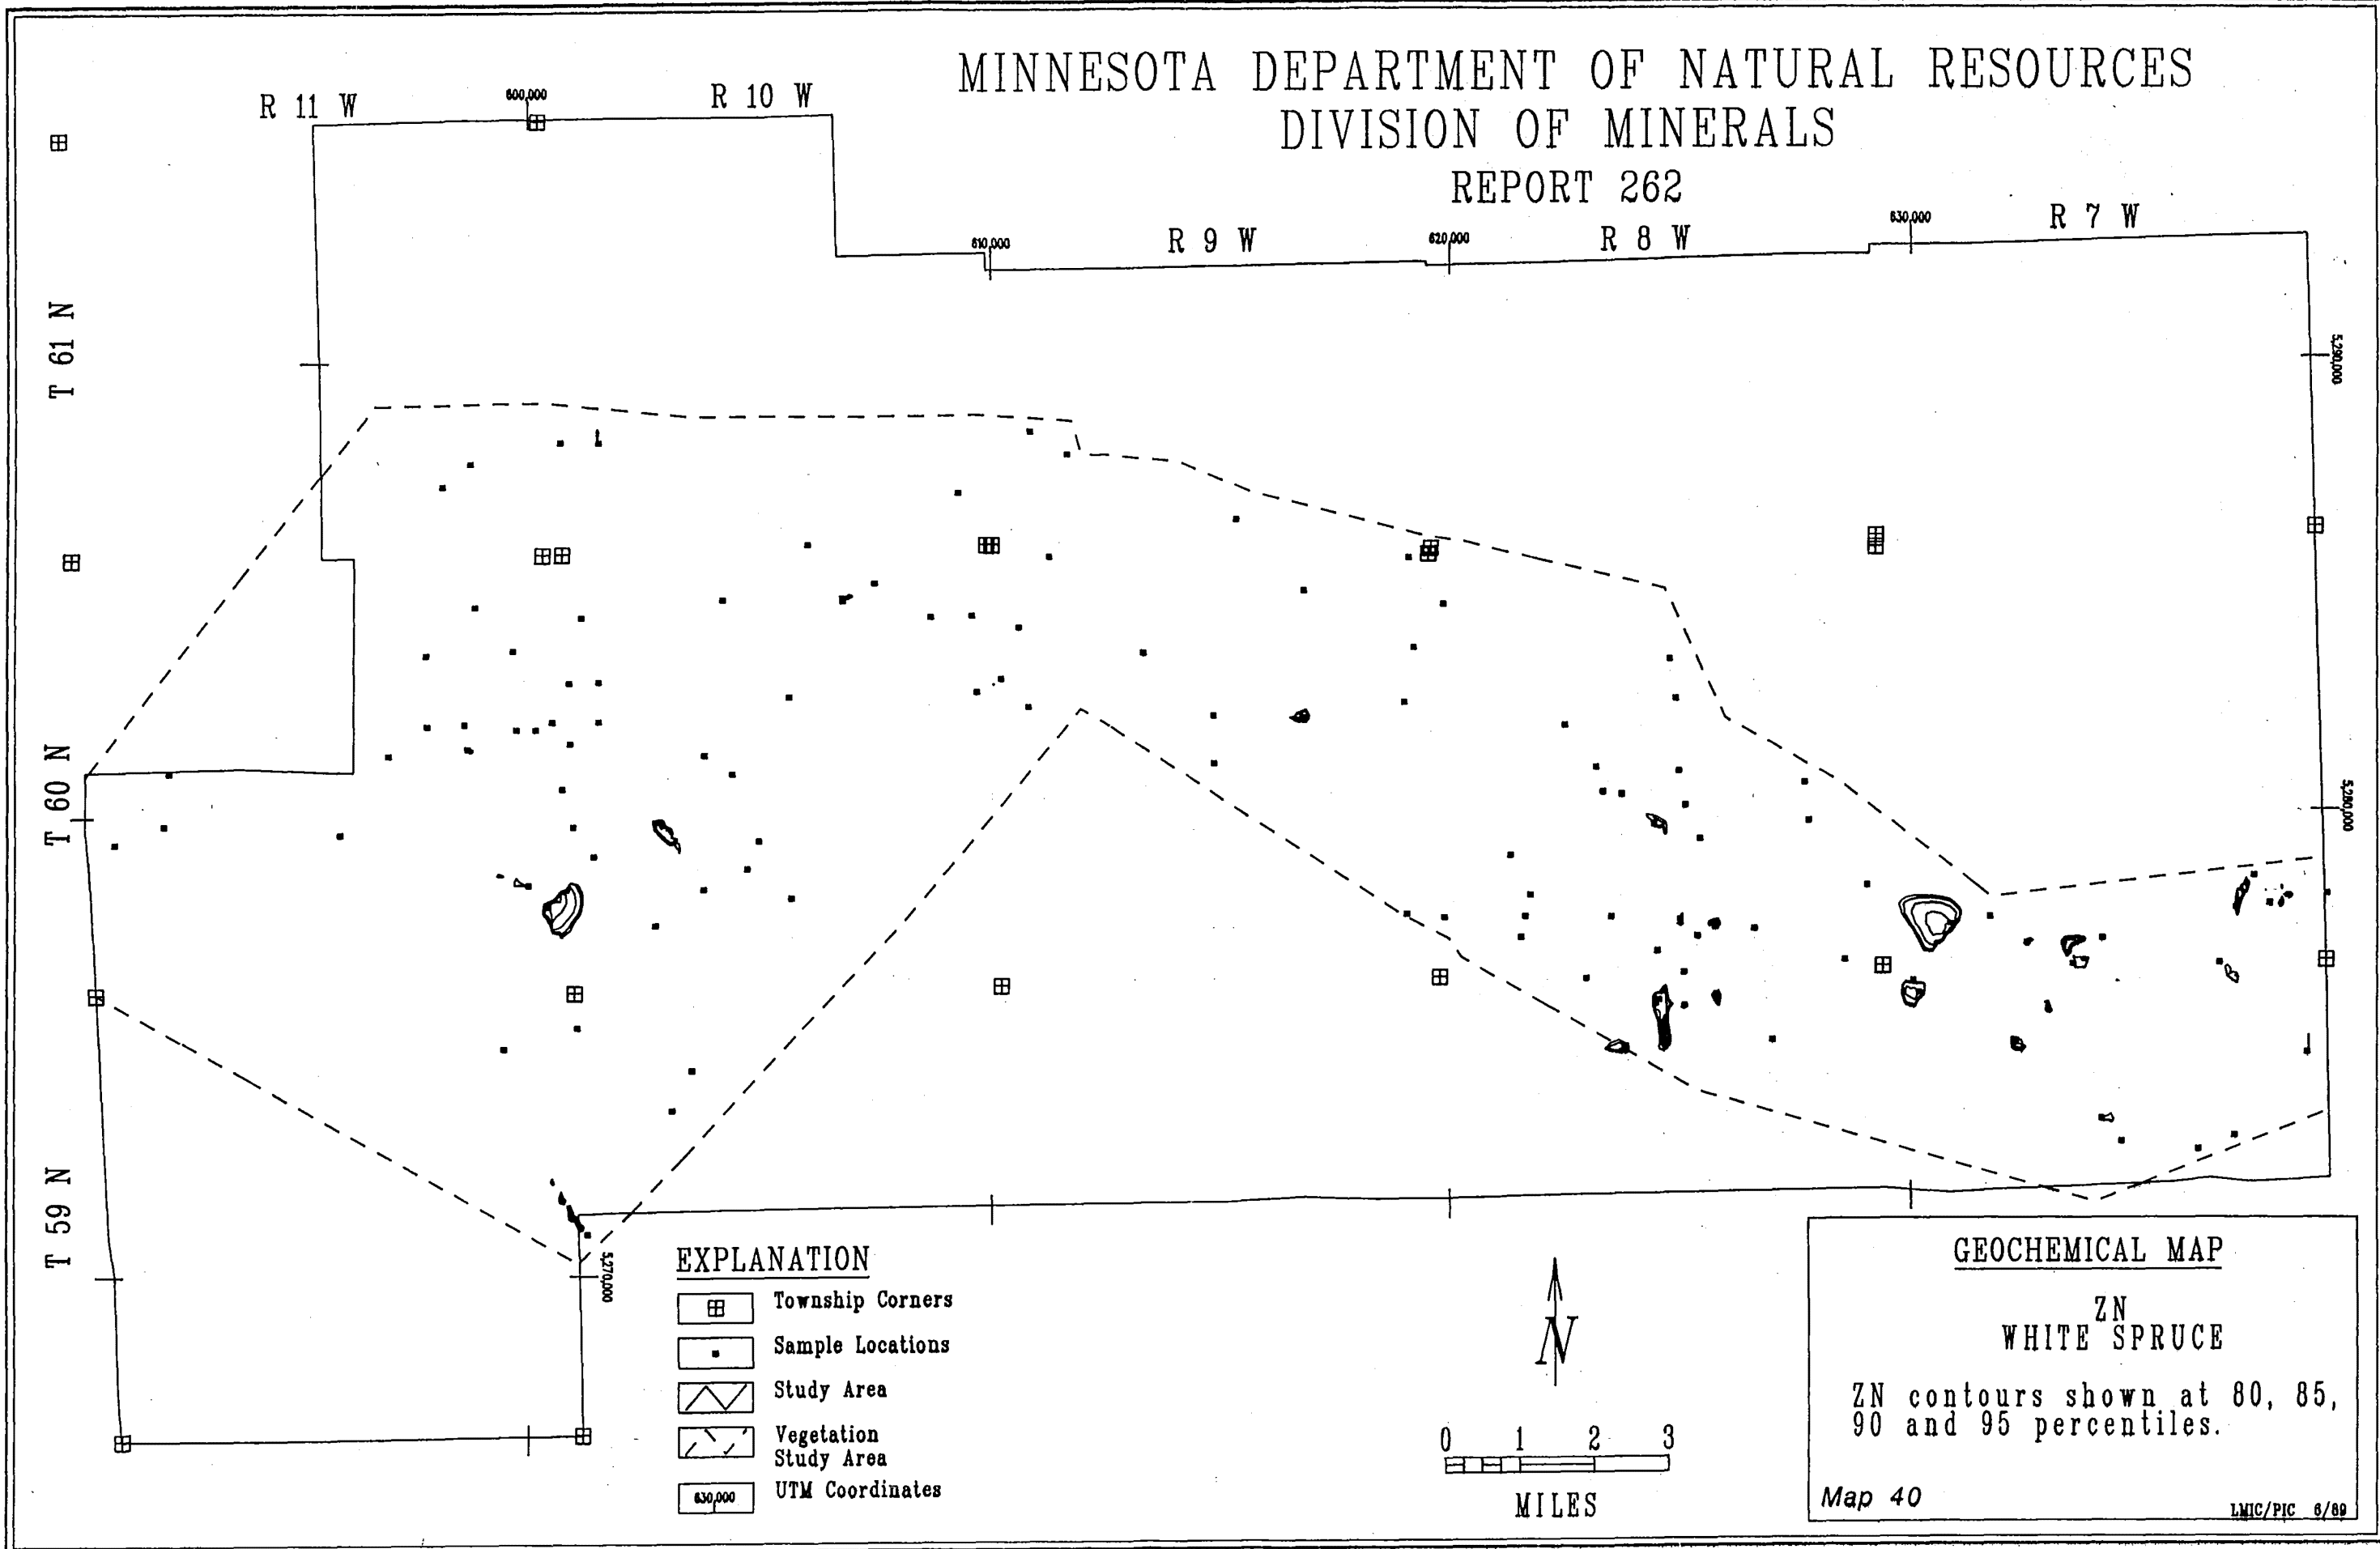 MINNESOTA DEPARTMENT OF NATURAL RESOURCES
DIVISION OF MINERALS
REPORT 262
R 11 W
600,000
R 10 W
610,000
R 9 W
620,000
R 8 W
630,000
R 7 W
T 61 N
5,290,000
T 60 N
5,280,000
T 59 N
5,270,000
EXPLANATION
Township Corners
Sample Locations
Study Area
Vegetation
Study Area
630,000
UTM Coordinates
N
0 1 2 3
MILES
GEOCHEMICAL MAP
ZN
WHITE SPRUCE
ZN contours shown at 80, 85,
90 and 95 percentiles.
Map 40
LMIC/PIC 6/89